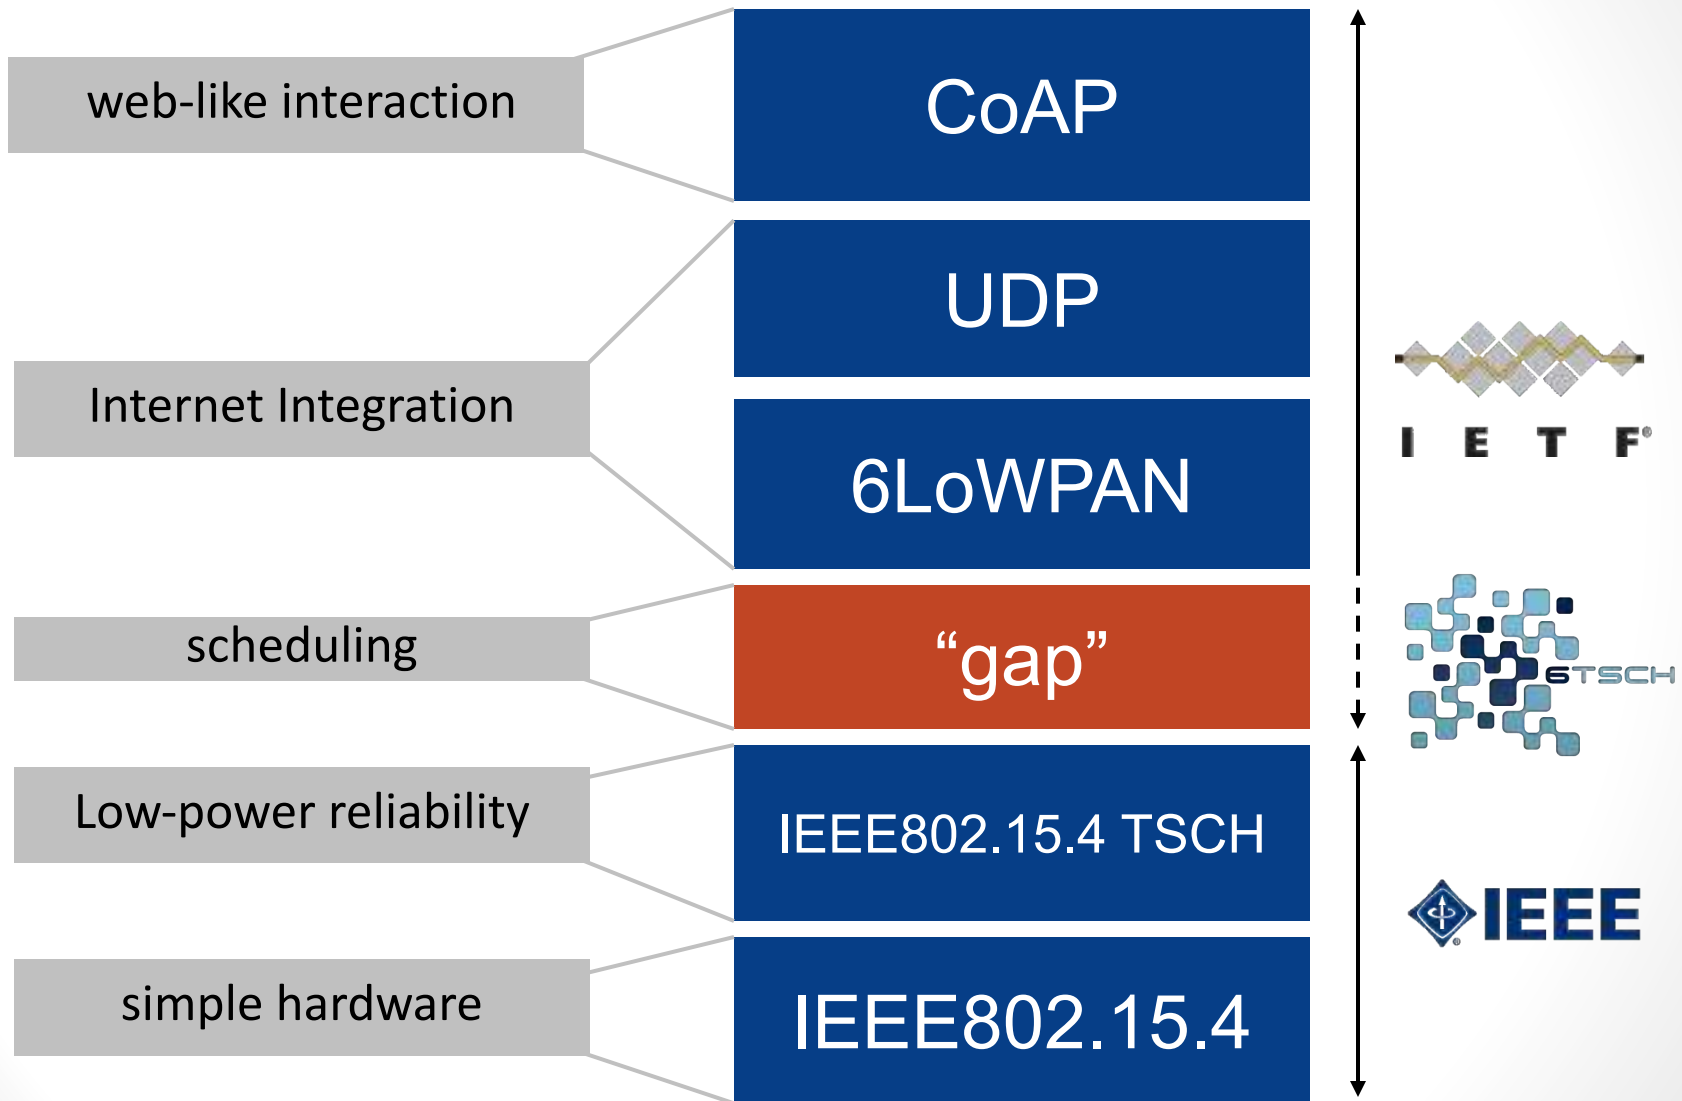 web-like interaction
CoAP
UDP
Internet Integration
I E T F®
6LoWPAN
scheduling
“gap”
6TSCH
Low-power reliability
IEEE802.15.4 TSCH
IEEE
simple hardware
IEEE802.15.4